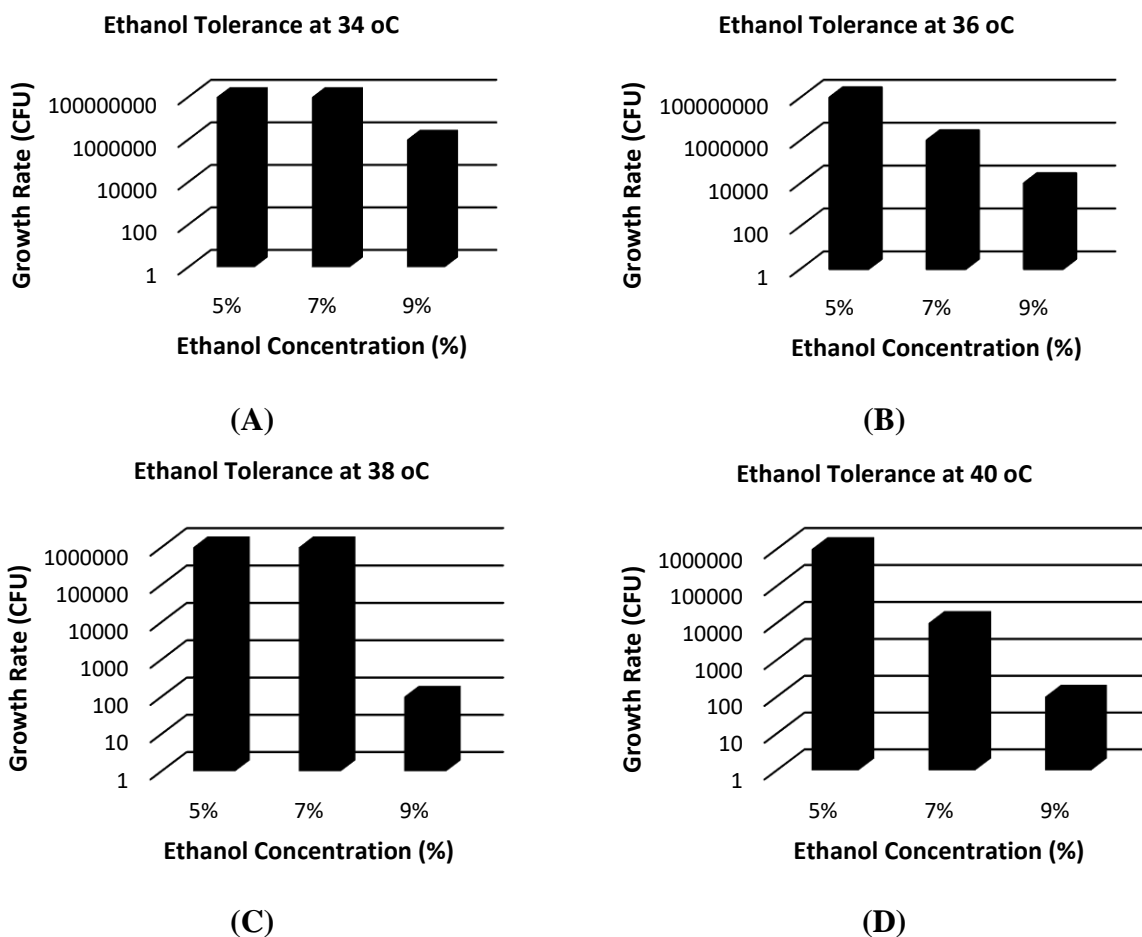 Ethanol Tolerance at 34 oC
Growth Rate (CFU)
100000000
1000000
10000
100
1
5% 7% 9%
Ethanol Concentration (%)
(A)
Ethanol Tolerance at 36 oC
Growth Rate (CFU)
100000000
1000000
10000
100
1
5% 7% 9%
Ethanol Concentration (%)
(B)
Ethanol Tolerance at 38 oC
Growth Rate (CFU)
1000000
100000
10000
1000
100
10
1
5% 7% 9%
Ethanol Concentration (%)
(C)
Ethanol Tolerance at 40 oC
Growth Rate (CFU)
1000000
100000
10000
1000
100
10
1
5% 7% 9%
Ethanol Concentration (%)
(D)